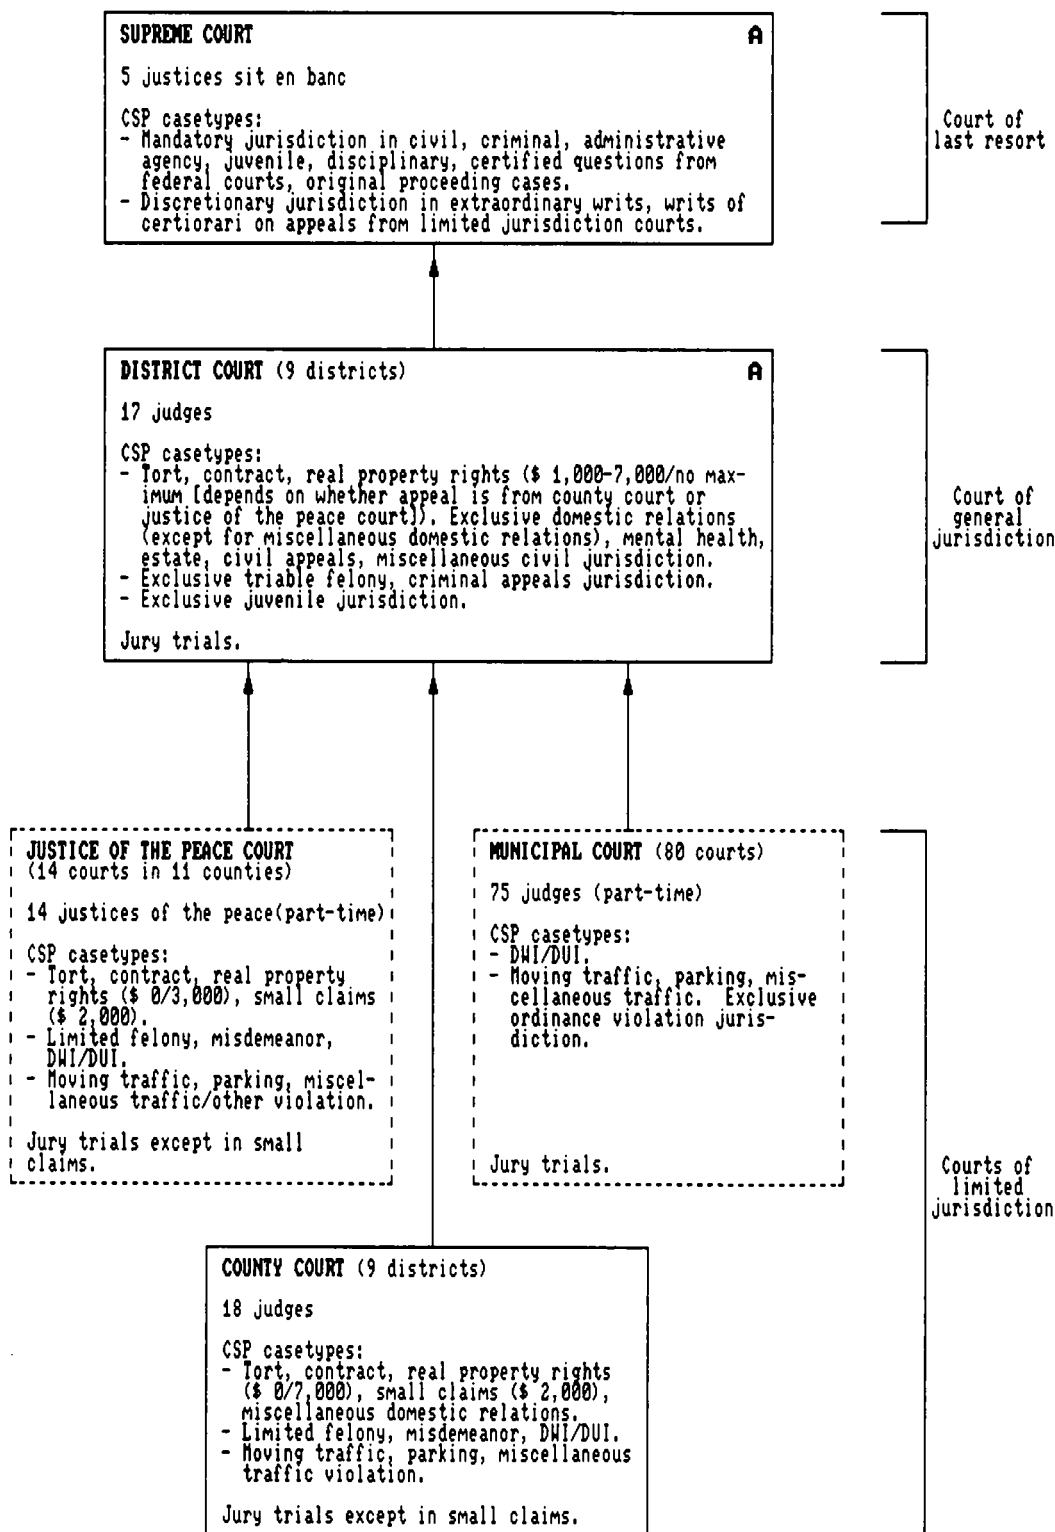 SUPREME COURT A
5 justices sit en banc
CSP casetypes:
- Mandatory jurisdiction in civil, criminal, administrative
agency, juvenile, disciplinary, certified questions from
federal courts, original proceeding cases.
- Discretionary jurisdiction in extraordinary writs, writs of
certiorari on appeals from limited jurisdiction courts.
Court of
last resort
DISTRICT COURT (9 districts) A
17 judges
CSP casetypes:
- Tort, contract, real property rights ($ 1,000-7,000/no max-
imum [depends on whether appeal is from county court or
justice of the peace court]). Exclusive domestic relations
(except for miscellaneous domestic relations), mental health,
estate, civil appeals, miscellaneous civil jurisdiction.
- Exclusive triable felony, criminal appeals jurisdiction.
- Exclusive juvenile jurisdiction.
Jury trials.
Court of
general
jurisdiction
JUSTICE OF THE PEACE COURT
(14 courts in 11 counties)
14 justices of the peace(part-time)
CSP casetypes:
- Tort, contract, real property
rights ($ 0/3,000), small claims
($ 2,000).
- Limited felony, misdemeanor,
DWI/DUI.
- Moving traffic, parking, miscel-
laneous traffic/other violation.
Jury trials except in small
claims.
MUNICIPAL COURT (80 courts)
75 judges (part-time)
CSP casetypes:
- DWI/DUI.
- Moving traffic, parking, mis-
cellaneous traffic. Exclusive
ordinance violation juris-
diction.
Jury trials.
Courts of
limited
jurisdiction
COUNTY COURT (9 districts)
18 judges
CSP casetypes:
- Tort, contract, real property rights
($ 0/7,000), small claims ($ 2,000),
miscellaneous domestic relations.
- Limited felony, misdemeanor, DWI/DUI.
- Moving traffic, parking, miscellaneous
traffic violation.
Jury trials except in small claims.